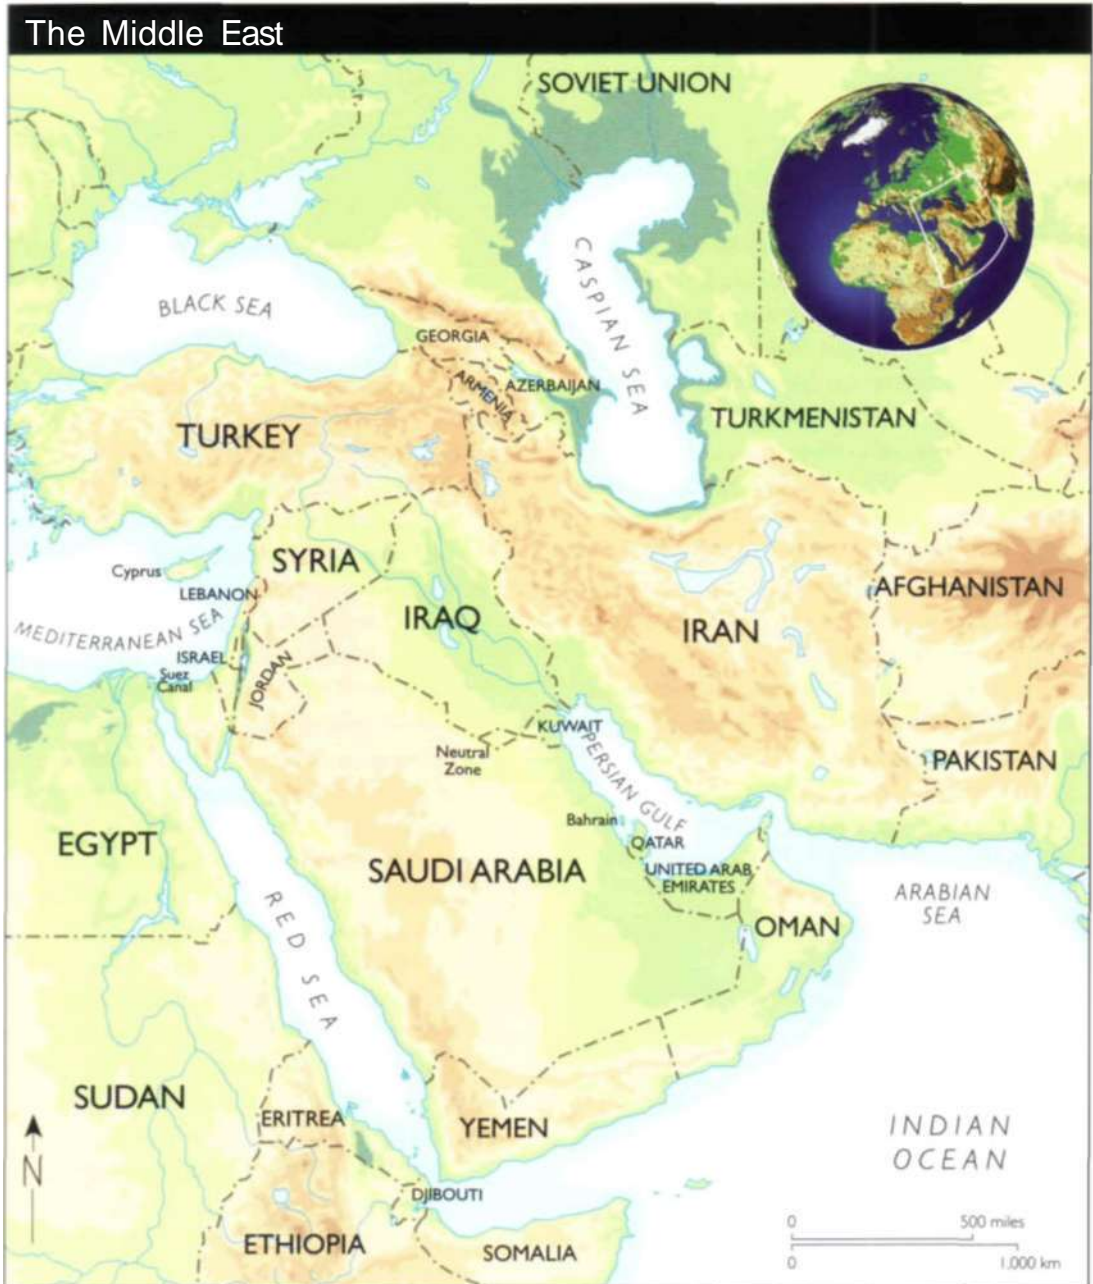 The Middle East
SOVIET UNION
CASPIAN SEA
BLACK SEA
GEORGIA
ARMENIA
AZERBAIJAN
TURKMENISTAN
TURKEY
SYRIA
Cyprus
LEBANON
AFGHANISTAN
IRAQ
IRAN
MEDITERRANEAN SEA
ISRAEL
Suez
Canal
JORDAN
KUWAIT
Neutral
Zone
PERSIAN GULF
PAKISTAN
Bahrain
QATAR
EGYPT
SAUDI ARABIA
UNITED ARAB
EMIRATES
ARABIAN
SEA
OMAN
RED SEA
SUDAN
ERITREA
YEMEN
INDIAN
OCEAN
N
DJIBOUTI
ETHIOPIA
SOMALIA
0
500 miles
0
1,000 km